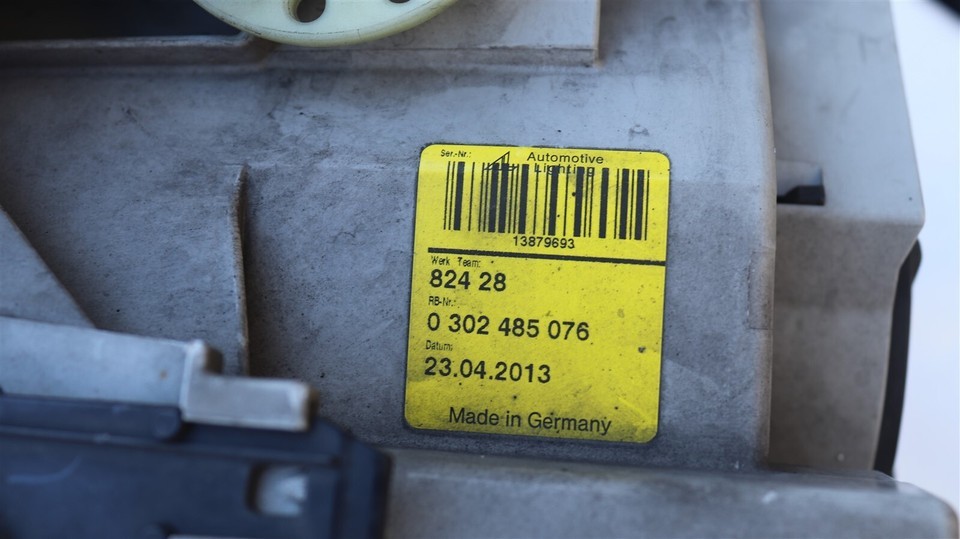 Ser.-Nr.:
Automotive
Lighting
13879693
Werk Team:
824 28
RB-Nr.:
0 302 485 076
Datum:
23.04.2013
Made in Germany